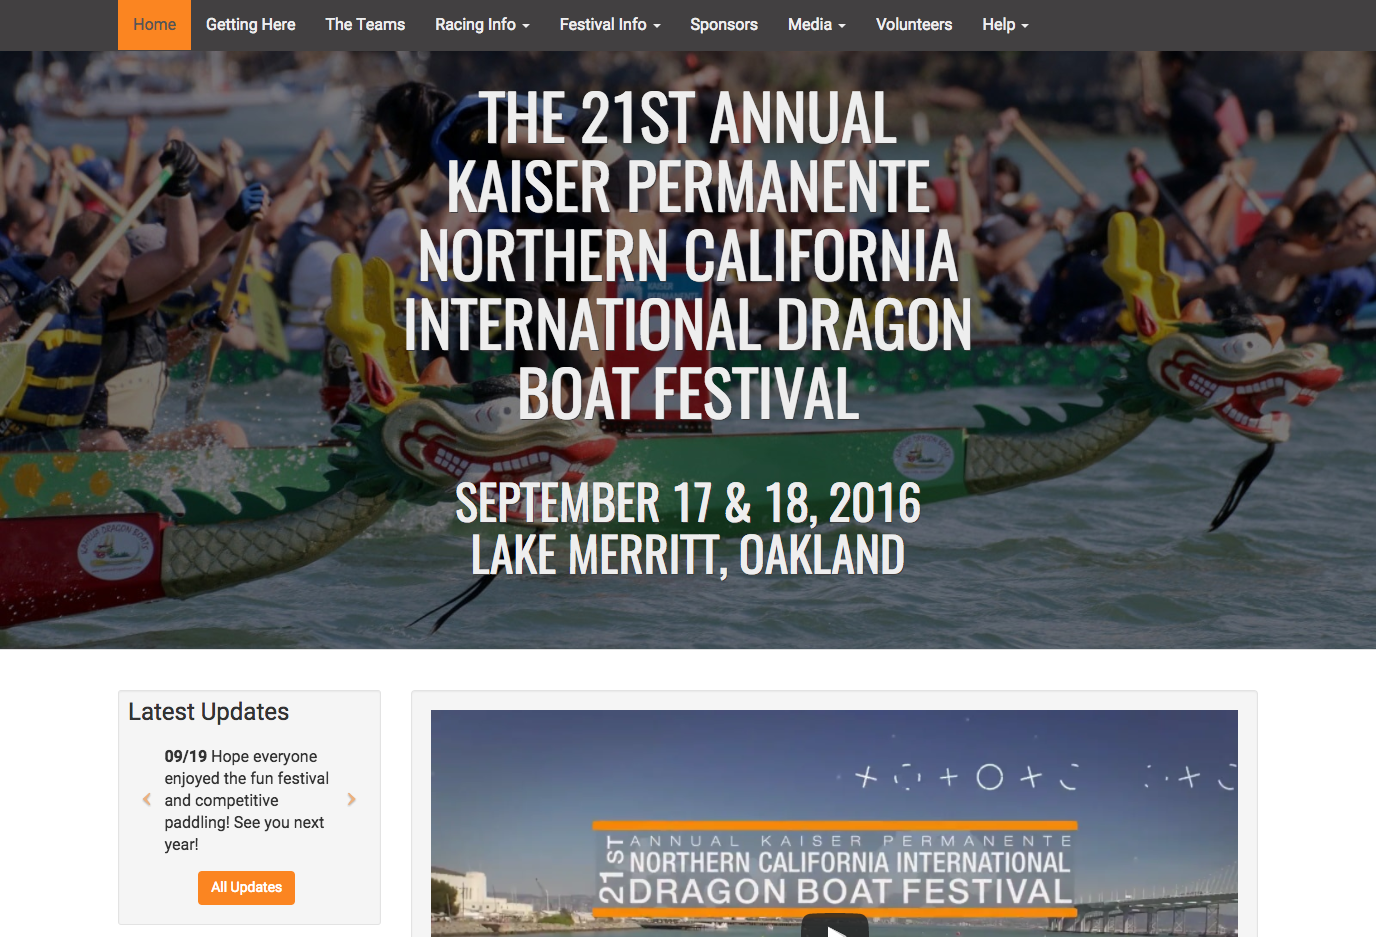 Home Getting Here The Teams Racing Info Festival Info Sponsors Media Volunteers Help
THE 21ST ANNUAL
KAISER PERMANENTE
NORTHERN CALIFORNIA
INTERNATIONAL DRAGON
BOAT FESTIVAL
SEPTEMBER 17 & 18, 2016
LAKE MERRITT, OAKLAND
KAISER
PERMANENTE
2
Latest Updates
09/19 Hope everyone
enjoyed the fun festival
and competitive
paddling! See you next
year!
All Updates
21ST
ANNUAL KAISER PERMANENTE
NORTHERN CALIFORNIA INTERNATIONAL
DRAGON BOAT FESTIVAL